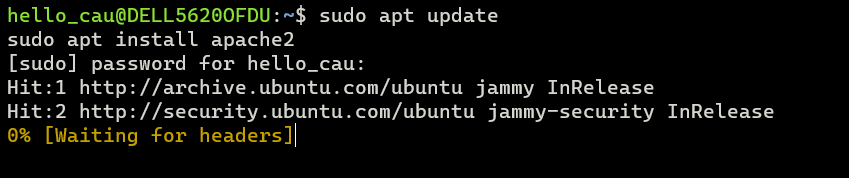 hello_cau@DELL5620OFDU:~$ sudo apt update
sudo apt install apache2
[sudo] password for hello_cau:
Hit:1 http://archive.ubuntu.com/ubuntu jammy InRelease
Hit:2 http://security.ubuntu.com/ubuntu jammy-security InRelease
0% [Waiting for headers]